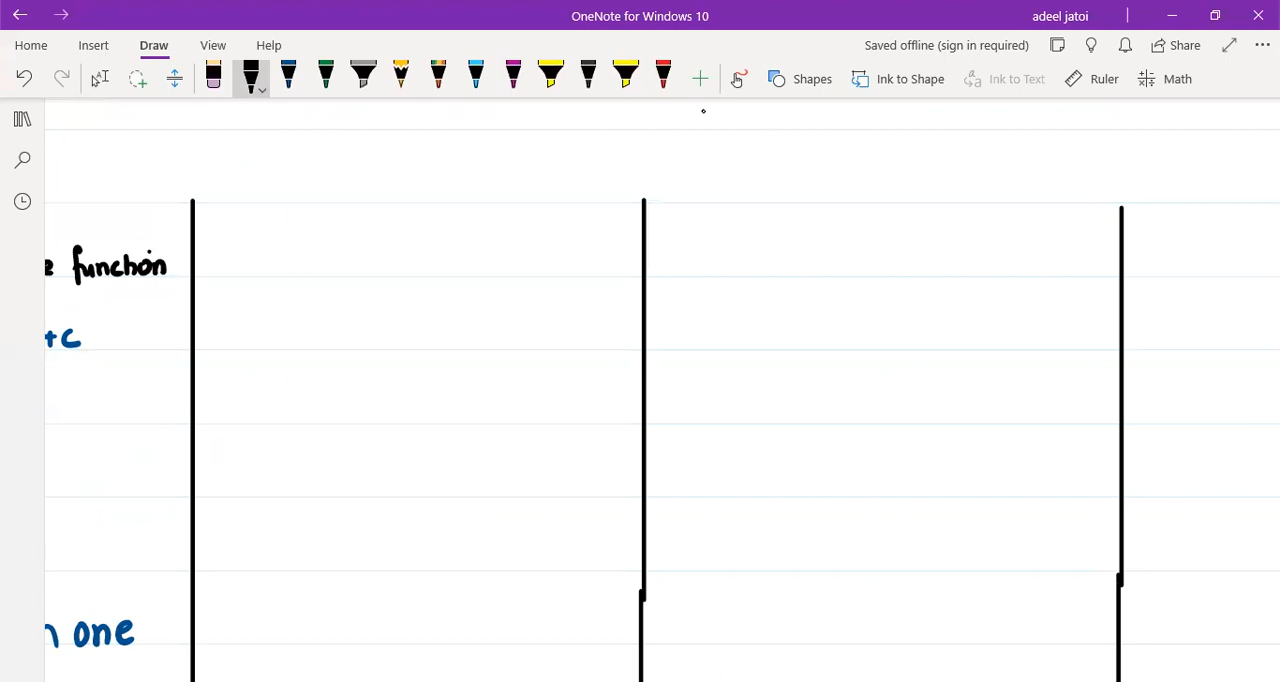 OneNote for Windows 10
adeel jatoi
Home Insert Draw View Help
Saved offline (sign in required)
Share
Shapes
Ink to Shape
Ink to Text
Ruler
Math
function
+c
one